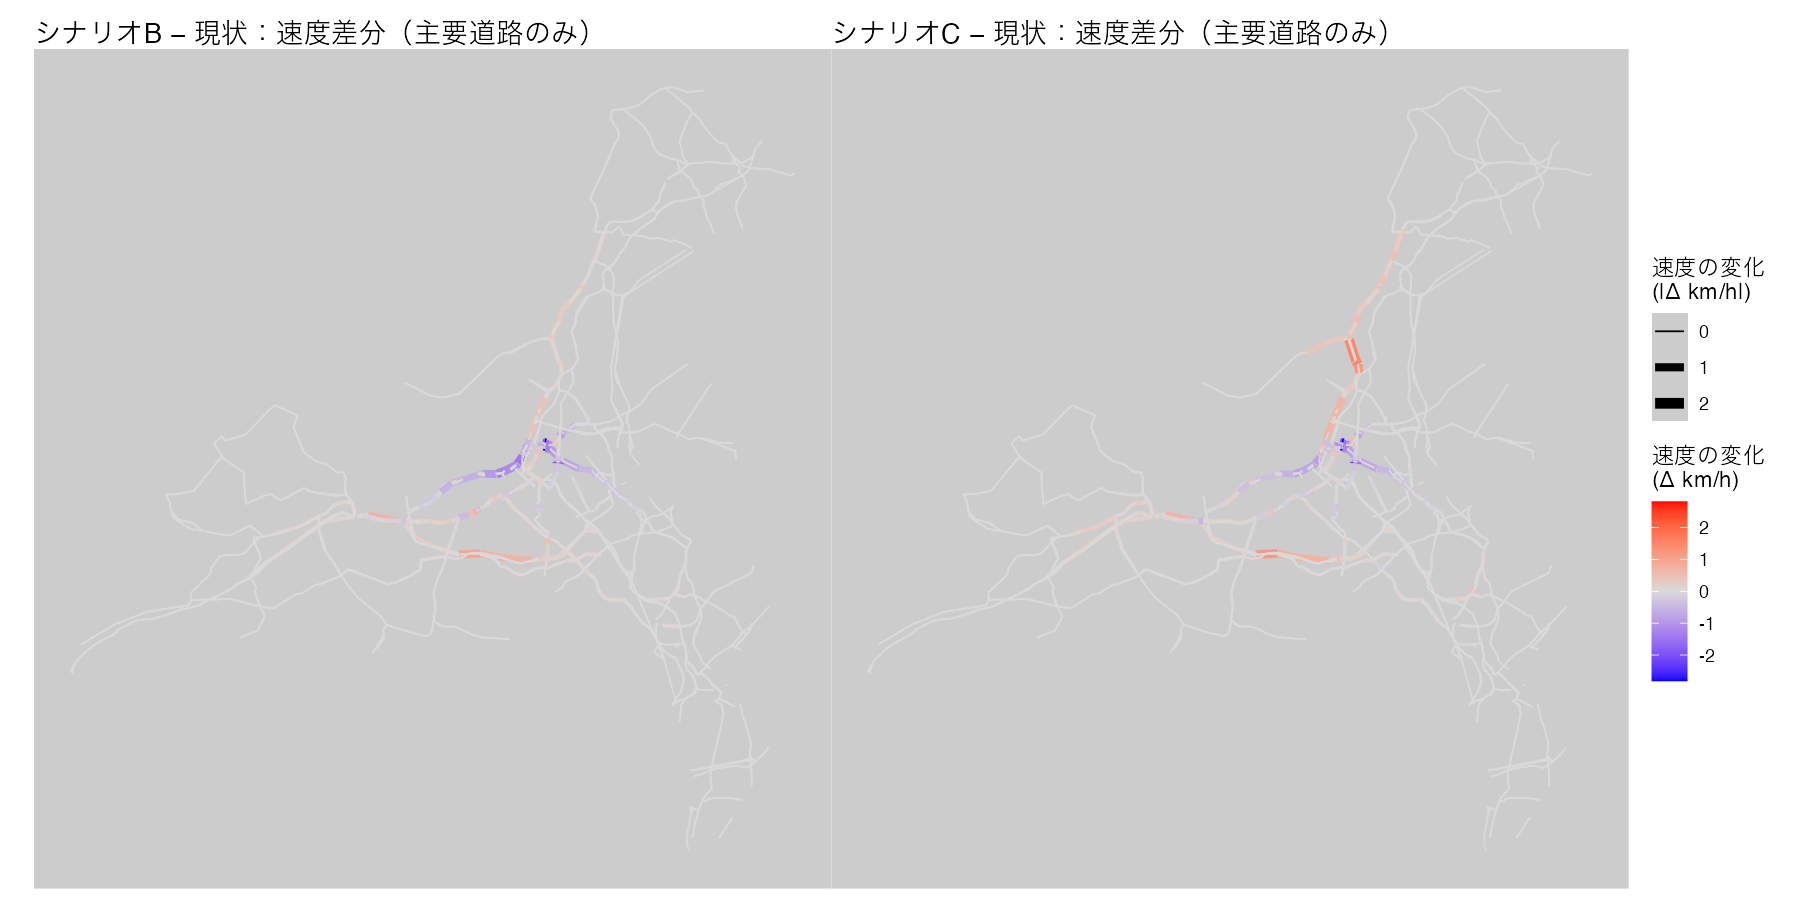 シナリオB – 現状：速度差分（主要道路のみ）
シナリオC – 現状：速度差分（主要道路のみ）
速度の変化
(|Δ km/h|)
0
1
2
速度の変化
(Δ km/h)
2
1
0
-1
-2